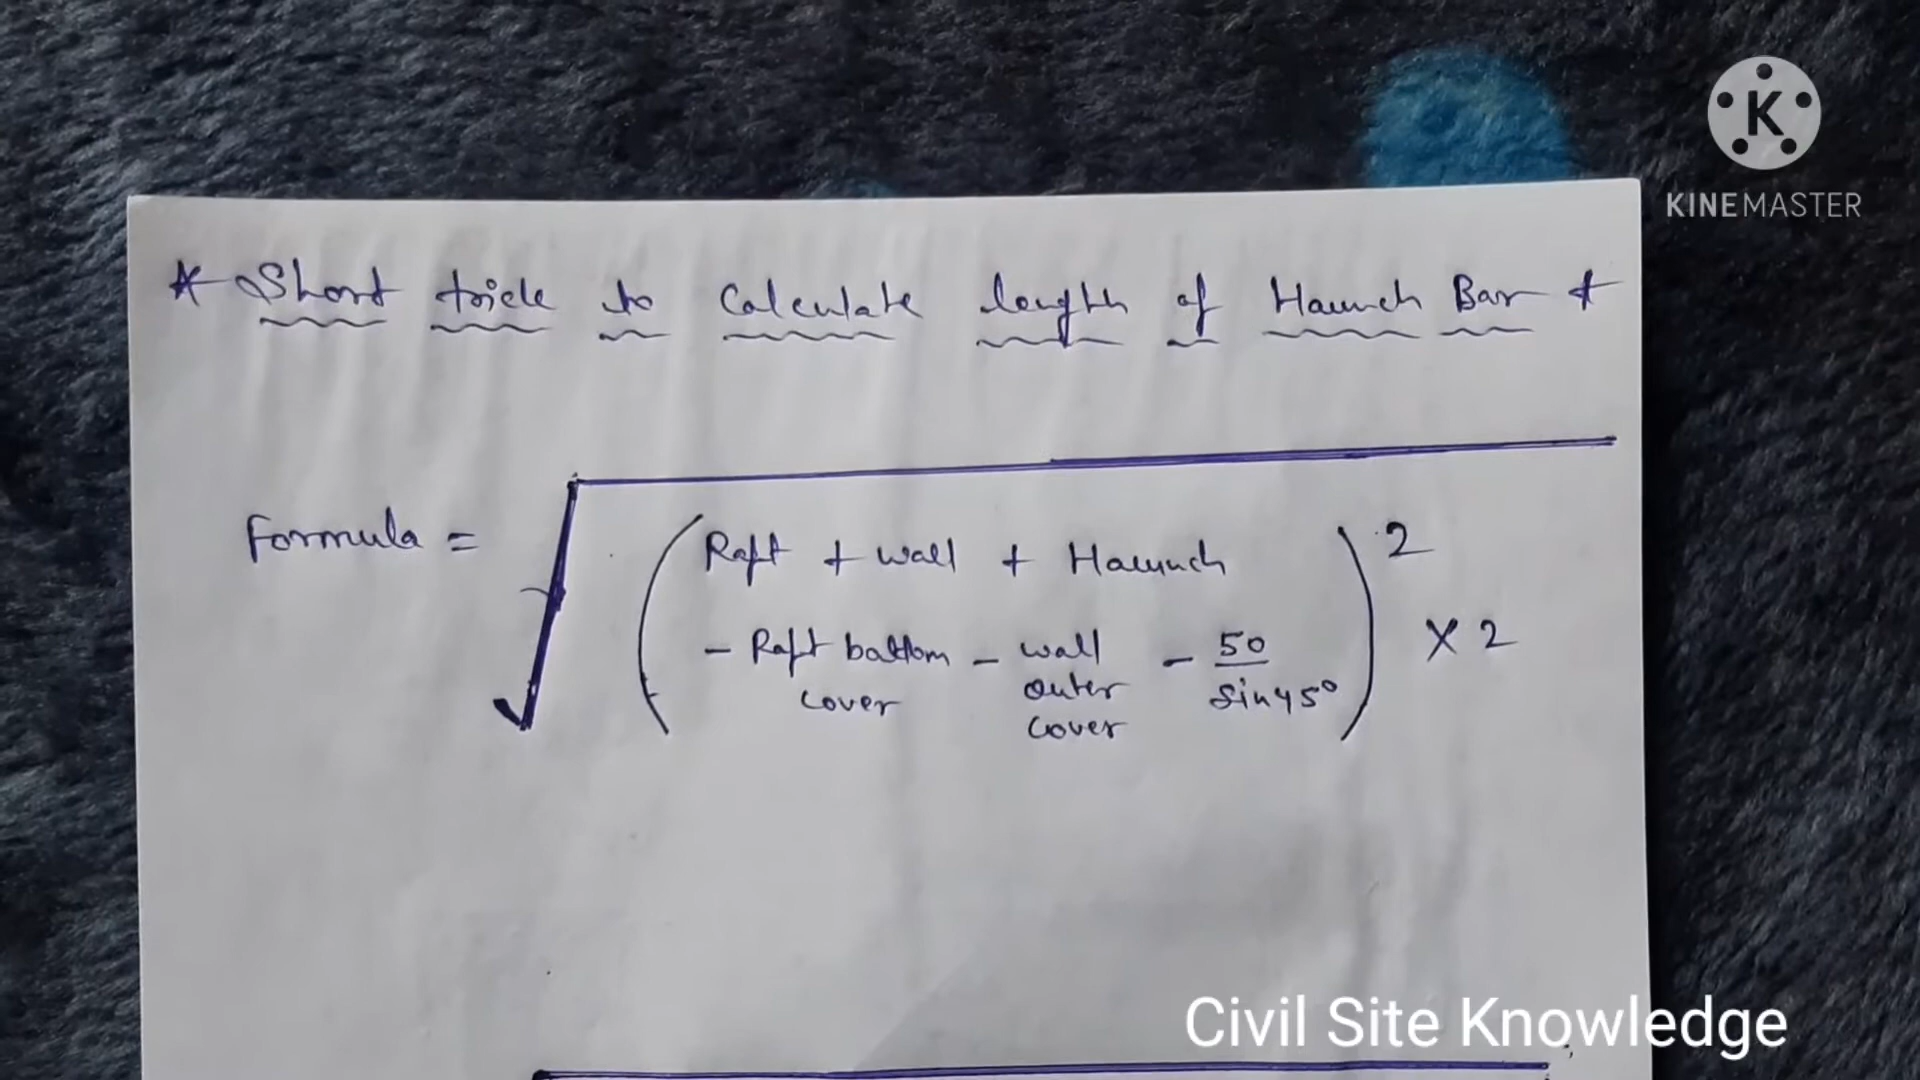 K
KINEMASTER
* Short trick to Calculate length of Haunch Bar *
Formula = √ ( Raft + wall + Haunch
- Raft bottom cover - wall outer cover - 50/sin45° )² × 2
Civil Site Knowledge